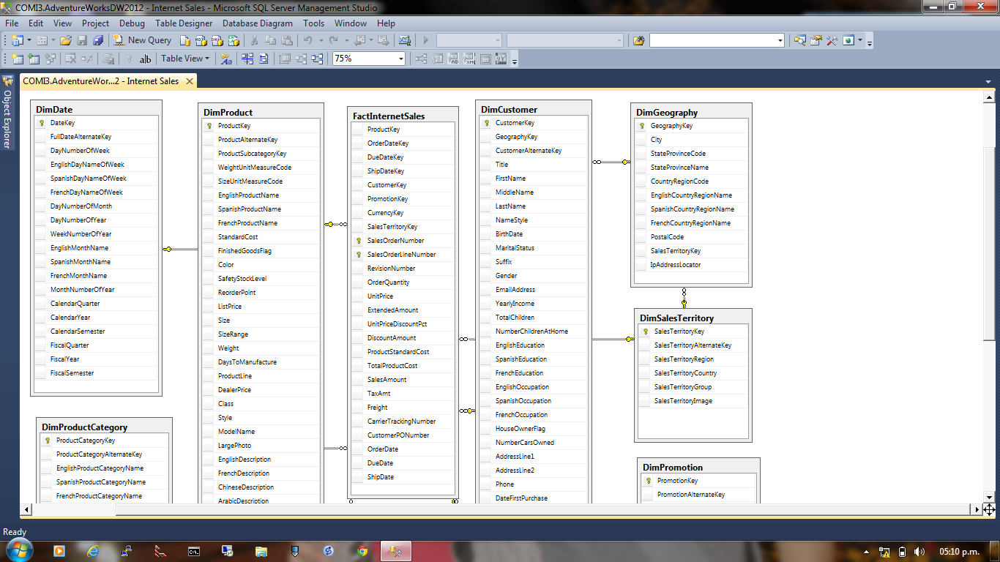 COMI3.AdventureWorksDW2012 - Internet Sales - Microsoft SQL Server Management Studio
File Edit View Project Debug Table Designer Database Diagram Tools Window Help
New Query
Table View 75%
COMI3.AdventureWor...2 - Internet Sales
Object Explorer
DimDate
DateKey
FullDateAlternateKey
DayNumberOfWeek
EnglishDayNameOfWeek
SpanishDayNameOfWeek
FrenchDayNameOfWeek
DayNumberOfMonth
DayNumberOfYear
WeekNumberOfYear
EnglishMonthName
SpanishMonthName
FrenchMonthName
MonthNumberOfYear
CalendarQuarter
CalendarYear
CalendarSemester
FiscalQuarter
FiscalYear
FiscalSemester
DimProductCategory
ProductCategoryKey
ProductCategoryAlternateKey
EnglishProductCategoryName
SpanishProductCategoryName
FrenchProductCategoryName
DimProduct
ProductKey
ProductAlternateKey
ProductSubcategoryKey
WeightUnitMeasureCode
SizeUnitMeasureCode
EnglishProductName
SpanishProductName
FrenchProductName
StandardCost
FinishedGoodsFlag
Color
SafetyStockLevel
ReorderPoint
ListPrice
Size
SizeRange
Weight
DaysToManufacture
ProductLine
DealerPrice
Class
Style
ModelName
LargePhoto
EnglishDescription
FrenchDescription
ChineseDescription
ArabicDescription
FactInternetSales
ProductKey
OrderDateKey
DueDateKey
ShipDateKey
CustomerKey
PromotionKey
CurrencyKey
SalesTerritoryKey
SalesOrderNumber
SalesOrderLineNumber
RevisionNumber
OrderQuantity
UnitPrice
ExtendedAmount
UnitPriceDiscountPct
DiscountAmount
ProductStandardCost
TotalProductCost
SalesAmount
TaxAmt
Freight
CarrierTrackingNumber
CustomerPONumber
OrderDate
DueDate
ShipDate
DimCustomer
CustomerKey
GeographyKey
CustomerAlternateKey
Title
FirstName
MiddleName
LastName
NameStyle
BirthDate
MaritalStatus
Suffix
Gender
EmailAddress
YearlyIncome
TotalChildren
NumberChildrenAtHome
EnglishEducation
SpanishEducation
FrenchEducation
EnglishOccupation
SpanishOccupation
FrenchOccupation
HouseOwnerFlag
NumberCarsOwned
AddressLine1
AddressLine2
Phone
DateFirstPurchase
DimGeography
GeographyKey
City
StateProvinceCode
StateProvinceName
CountryRegionCode
EnglishCountryRegionName
SpanishCountryRegionName
FrenchCountryRegionName
PostalCode
SalesTerritoryKey
IpAddressLocator
DimSalesTerritory
SalesTerritoryKey
SalesTerritoryAlternateKey
SalesTerritoryRegion
SalesTerritoryCountry
SalesTerritoryGroup
SalesTerritoryImage
DimPromotion
PromotionKey
PromotionAlternateKey
Ready
05:10 p.m.